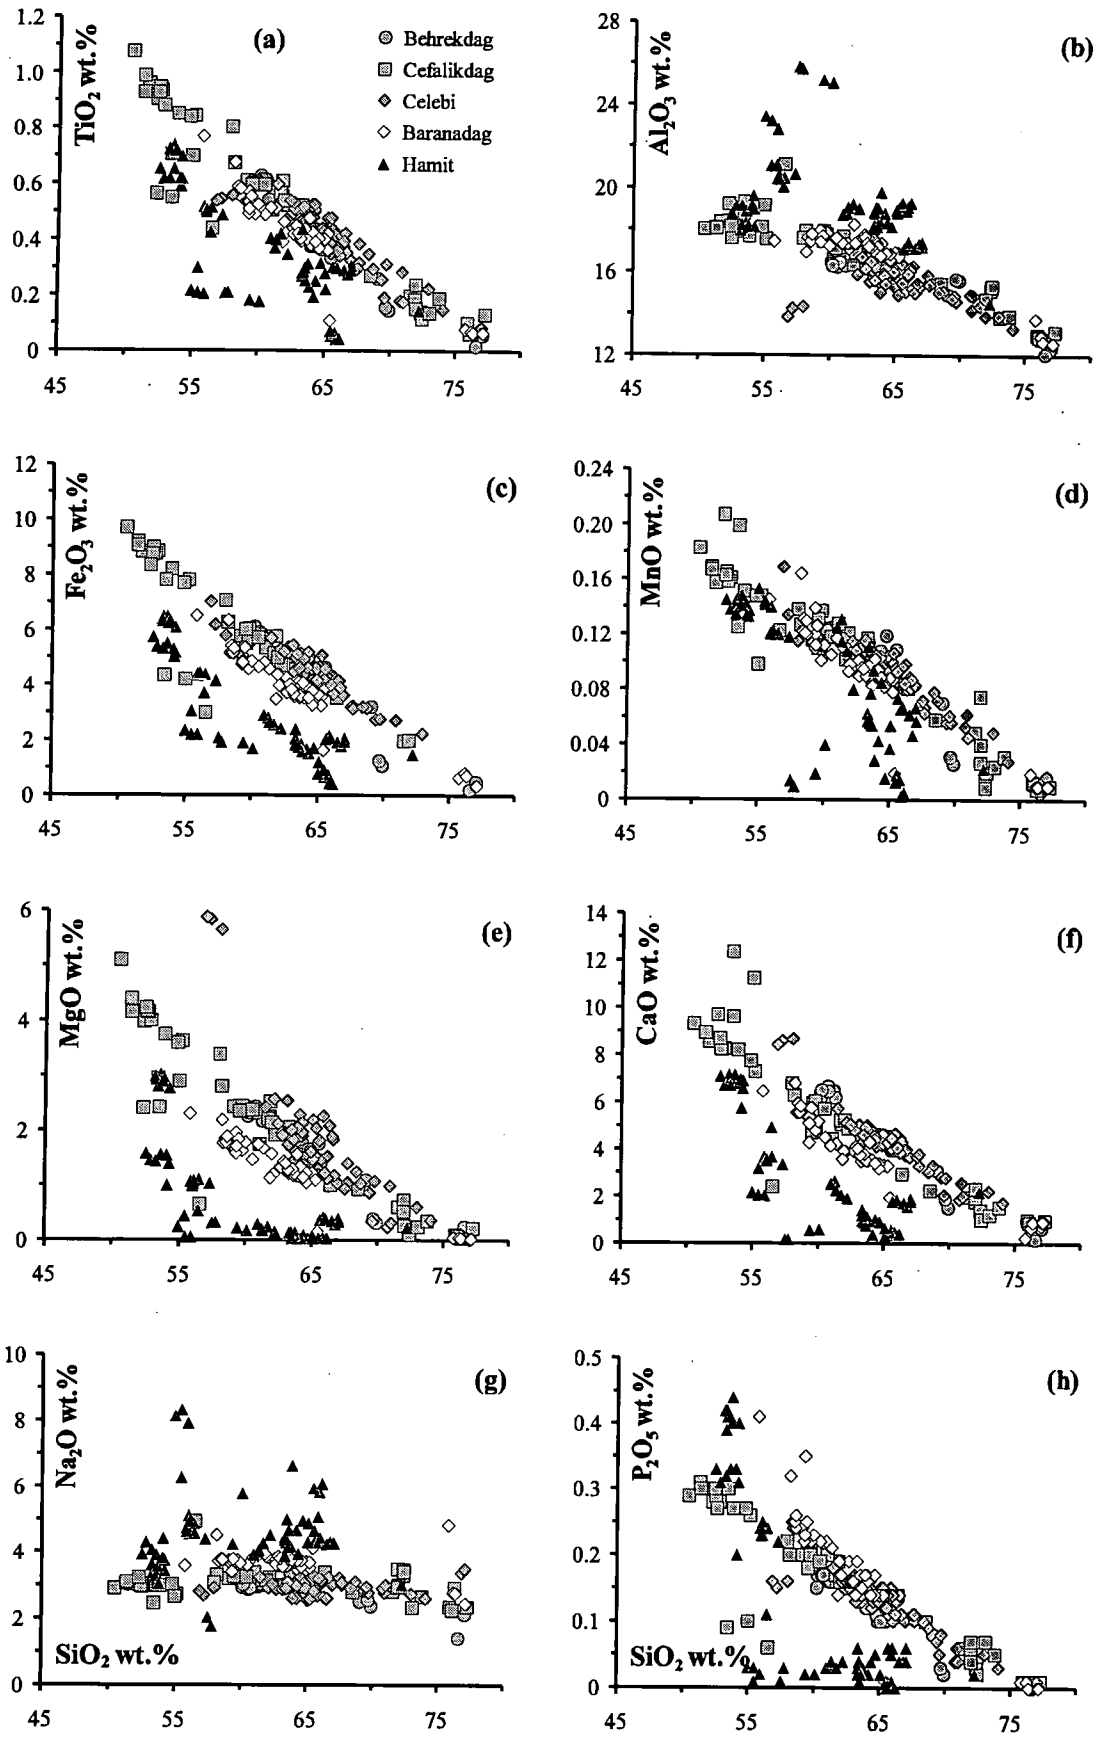 1.2
1.0
0.8
0.6
0.4
0.2
0
TiO2 wt.%
(a)
Behrekdag
Cefalikdag
Celebi
Baranadag
Hamit
45 55 65 75
28
24
20
16
12
Al2O3 wt.%
(b)
45 55 65 75
12
10
8
6
4
2
0
Fe2O3 wt.%
(c)
45 55 65 75
0.24
0.20
0.16
0.12
0.08
0.04
0
MnO wt.%
(d)
45 55 65 75
6
4
2
0
MgO wt.%
(e)
45 55 65 75
14
12
10
8
6
4
2
0
CaO wt.%
(f)
45 55 65 75
10
8
6
4
2
0
Na2O wt.%
(g)
SiO2 wt.%
45 55 65 75
0.5
0.4
0.3
0.2
0.1
0
P2O5 wt.%
(h)
SiO2 wt.%
45 55 65 75